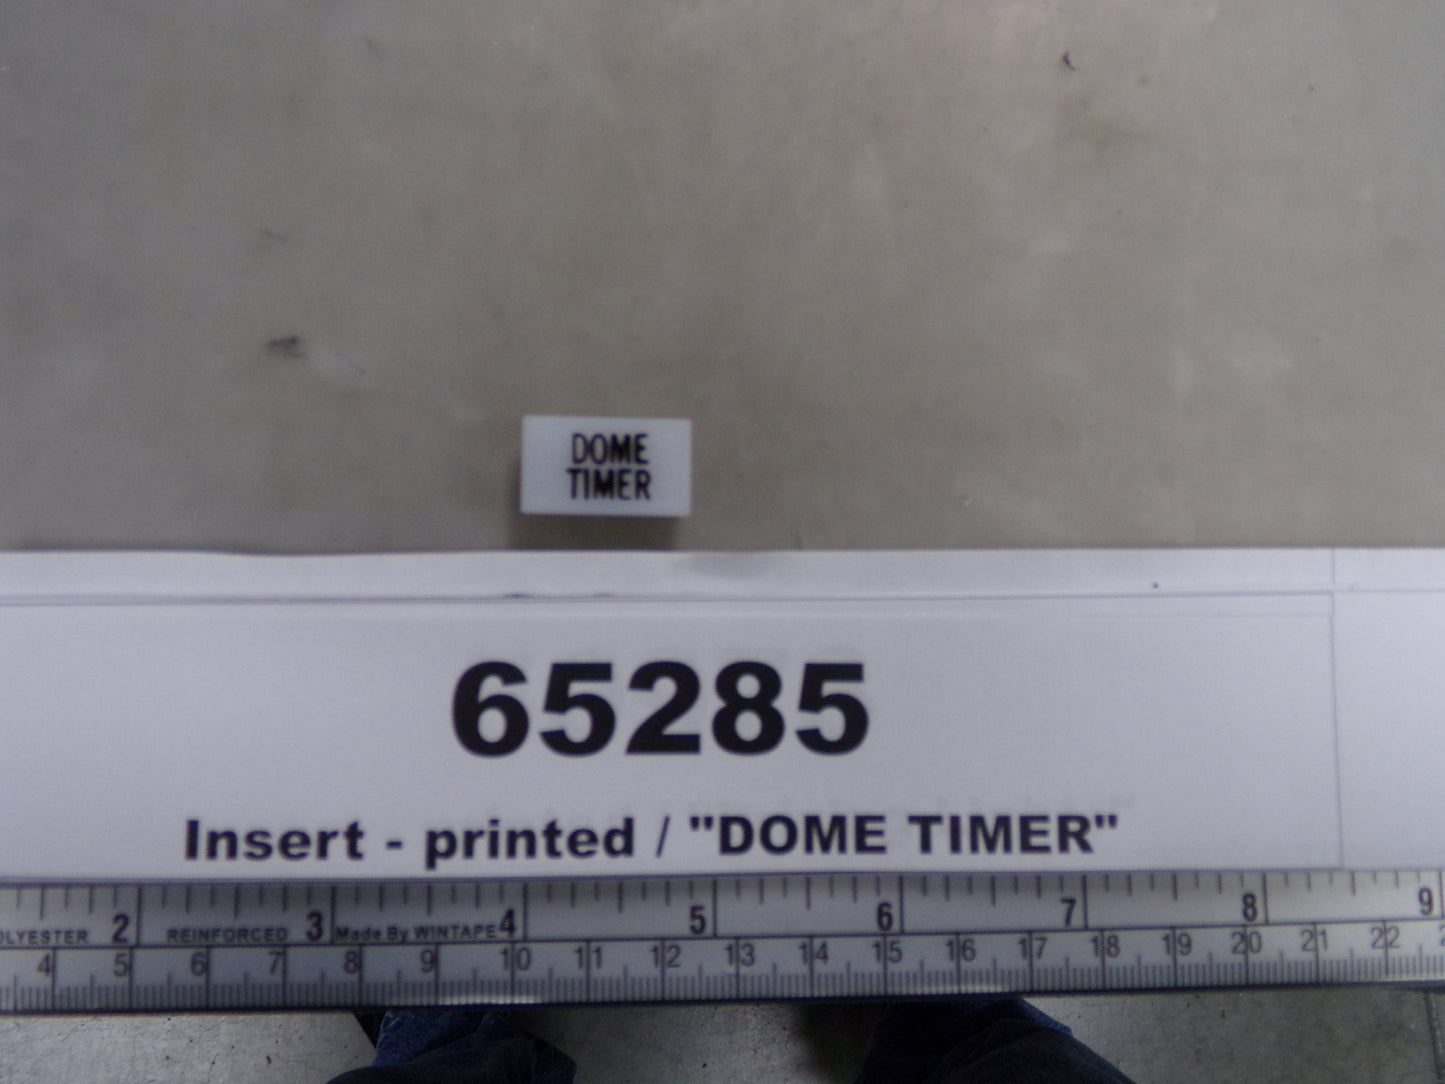 DOME
TIMER
65285
Insert - printed / "DOME TIMER"
2 3 4 5 6 7 8 9
OLYESTER REINFORCED Made By WINTAPE
4 5 6 7 8 9 10 11 12 13 14 15 16 17 18 19 20 21 22